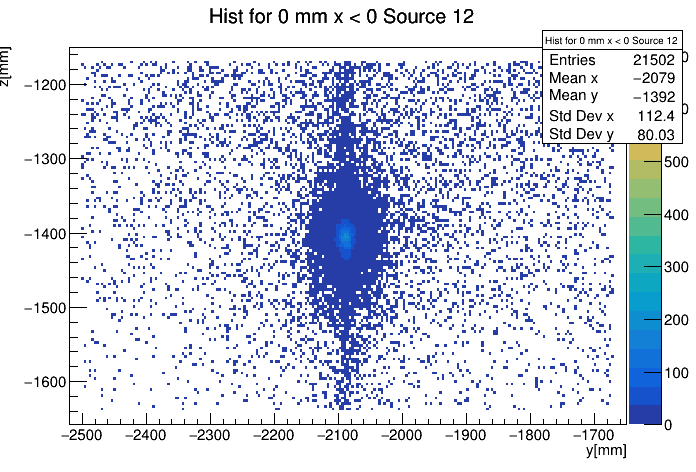 Hist for 0 mm x < 0 Source 12
z[mm]
Hist for 0 mm x < 0 Source 12
Entries 21502
Mean x −2079
Mean y −1392
Std Dev x 112.4
Std Dev y 80.03
−1200
−1300
−1400
−1500
−1600
500
400
300
200
100
0
−2500 −2400 −2300 −2200 −2100 −2000 −1900 −1800 −1700
y[mm]